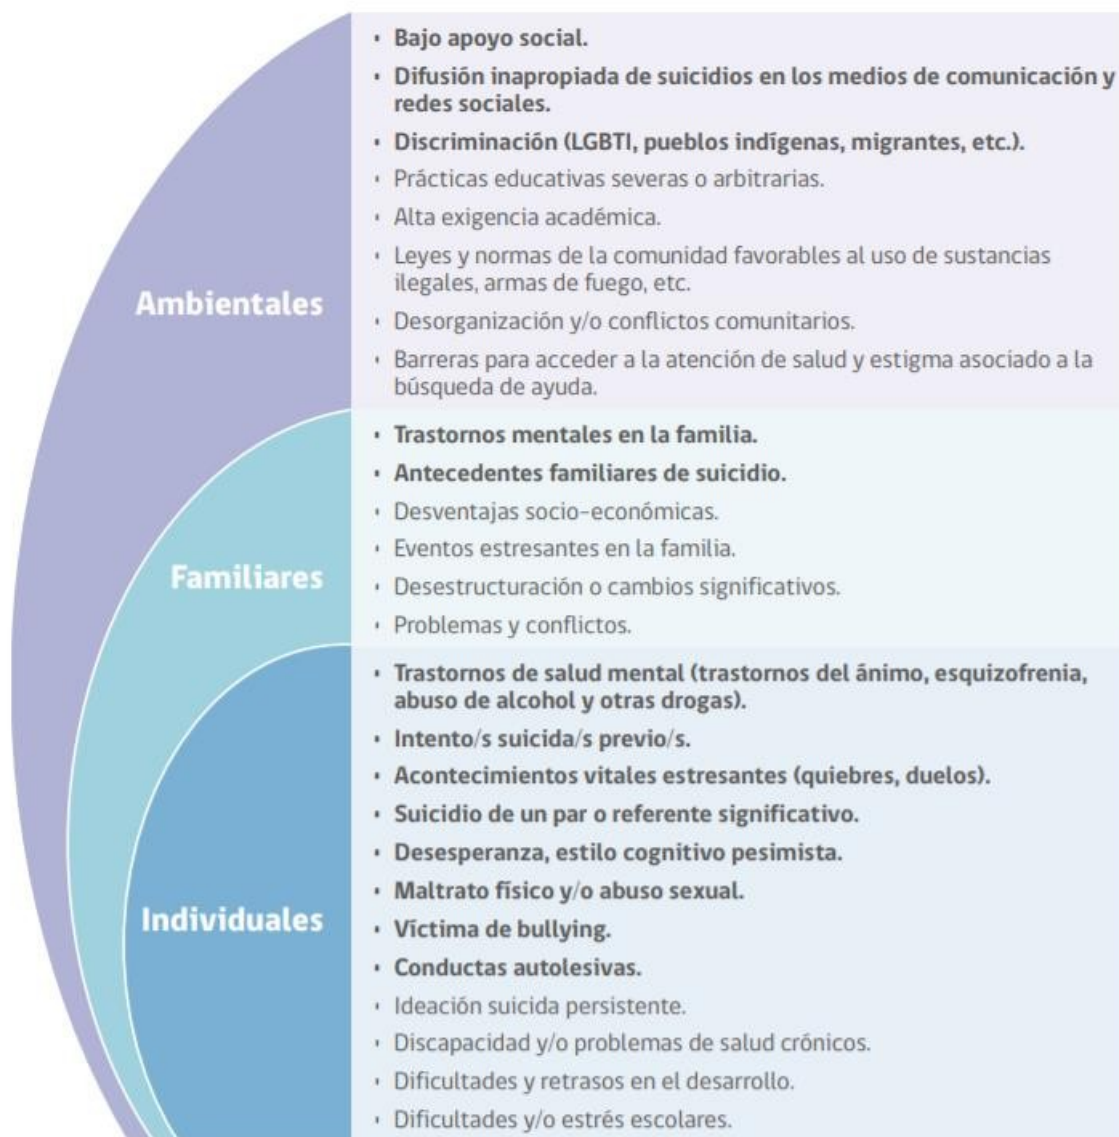 • Bajo apoyo social.
• Difusión inapropiada de suicidios en los medios de comunicación y
redes sociales.
• Discriminación (LGBTI, pueblos indígenas, migrantes, etc.).
• Prácticas educativas severas o arbitrarias.
• Alta exigencia académica.
• Leyes y normas de la comunidad favorables al uso de sustancias
ilegales, armas de fuego, etc.
Ambientales
• Desorganización y/o conflictos comunitarios.
• Barreras para acceder a la atención de salud y estigma asociado a la
búsqueda de ayuda.
• Trastornos mentales en la familia.
• Antecedentes familiares de suicidio.
• Desventajas socio-económicas.
• Eventos estresantes en la familia.
Familiares
• Desestructuración o cambios significativos.
• Problemas y conflictos.
• Trastornos de salud mental (trastornos del ánimo, esquizofrenia,
abuso de alcohol y otras drogas).
• Intento/s suicida/s previo/s.
• Acontecimientos vitales estresantes (quiebres, duelos).
• Suicidio de un par o referente significativo.
• Desesperanza, estilo cognitivo pesimista.
• Maltrato físico y/o abuso sexual.
Individuales
• Víctima de bullying.
• Conductas autolesivas.
• Ideación suicida persistente.
• Discapacidad y/o problemas de salud crónicos.
• Dificultades y retrasos en el desarrollo.
• Dificultades y/o estrés escolares.